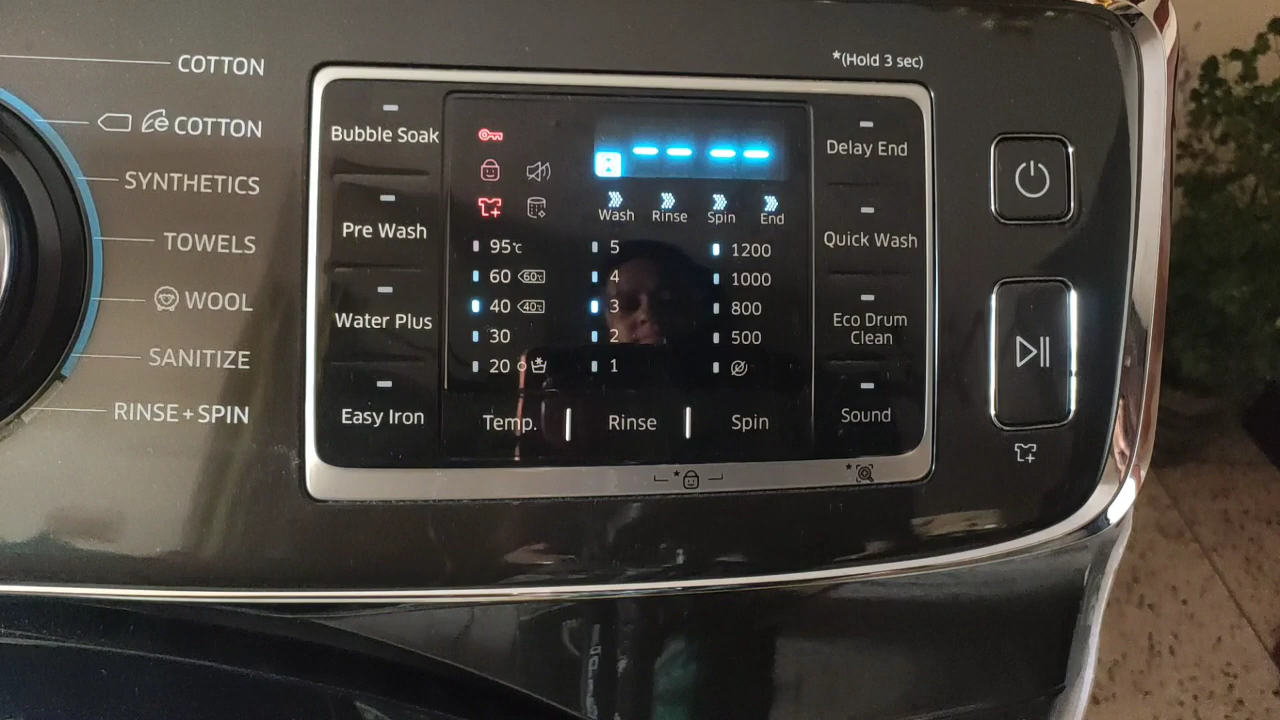 COTTON
e COTTON
SYNTHETICS
TOWELS
WOOL
SANITIZE
RINSE+SPIN
*(Hold 3 sec)
Bubble Soak
Pre Wash
Water Plus
Easy Iron
Wash Rinse Spin End
95℃ 5 1200
60 60℃ 4 1000
40 40℃ 3 800
30 2 500
20 1
Temp. Rinse Spin
Delay End
Quick Wash
Eco Drum
Clean
Sound